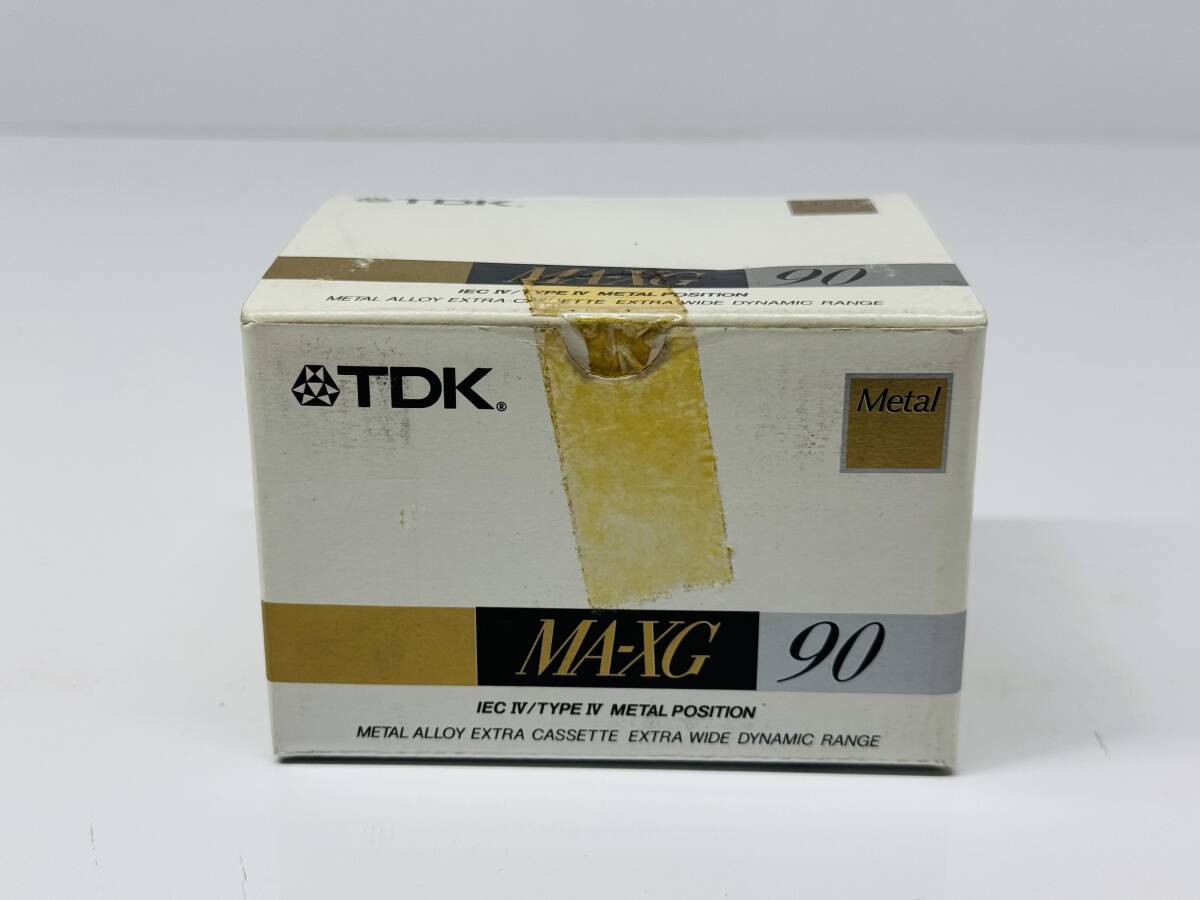 TDK
MA-XG 90
IEC IV/TYPE IV METAL POSITION
METAL ALLOY EXTRA CASSETTE EXTRA WIDE DYNAMIC RANGE
TDK® Metal
MA-XG 90
IEC IV/TYPE IV METAL POSITION
METAL ALLOY EXTRA CASSETTE EXTRA WIDE DYNAMIC RANGE